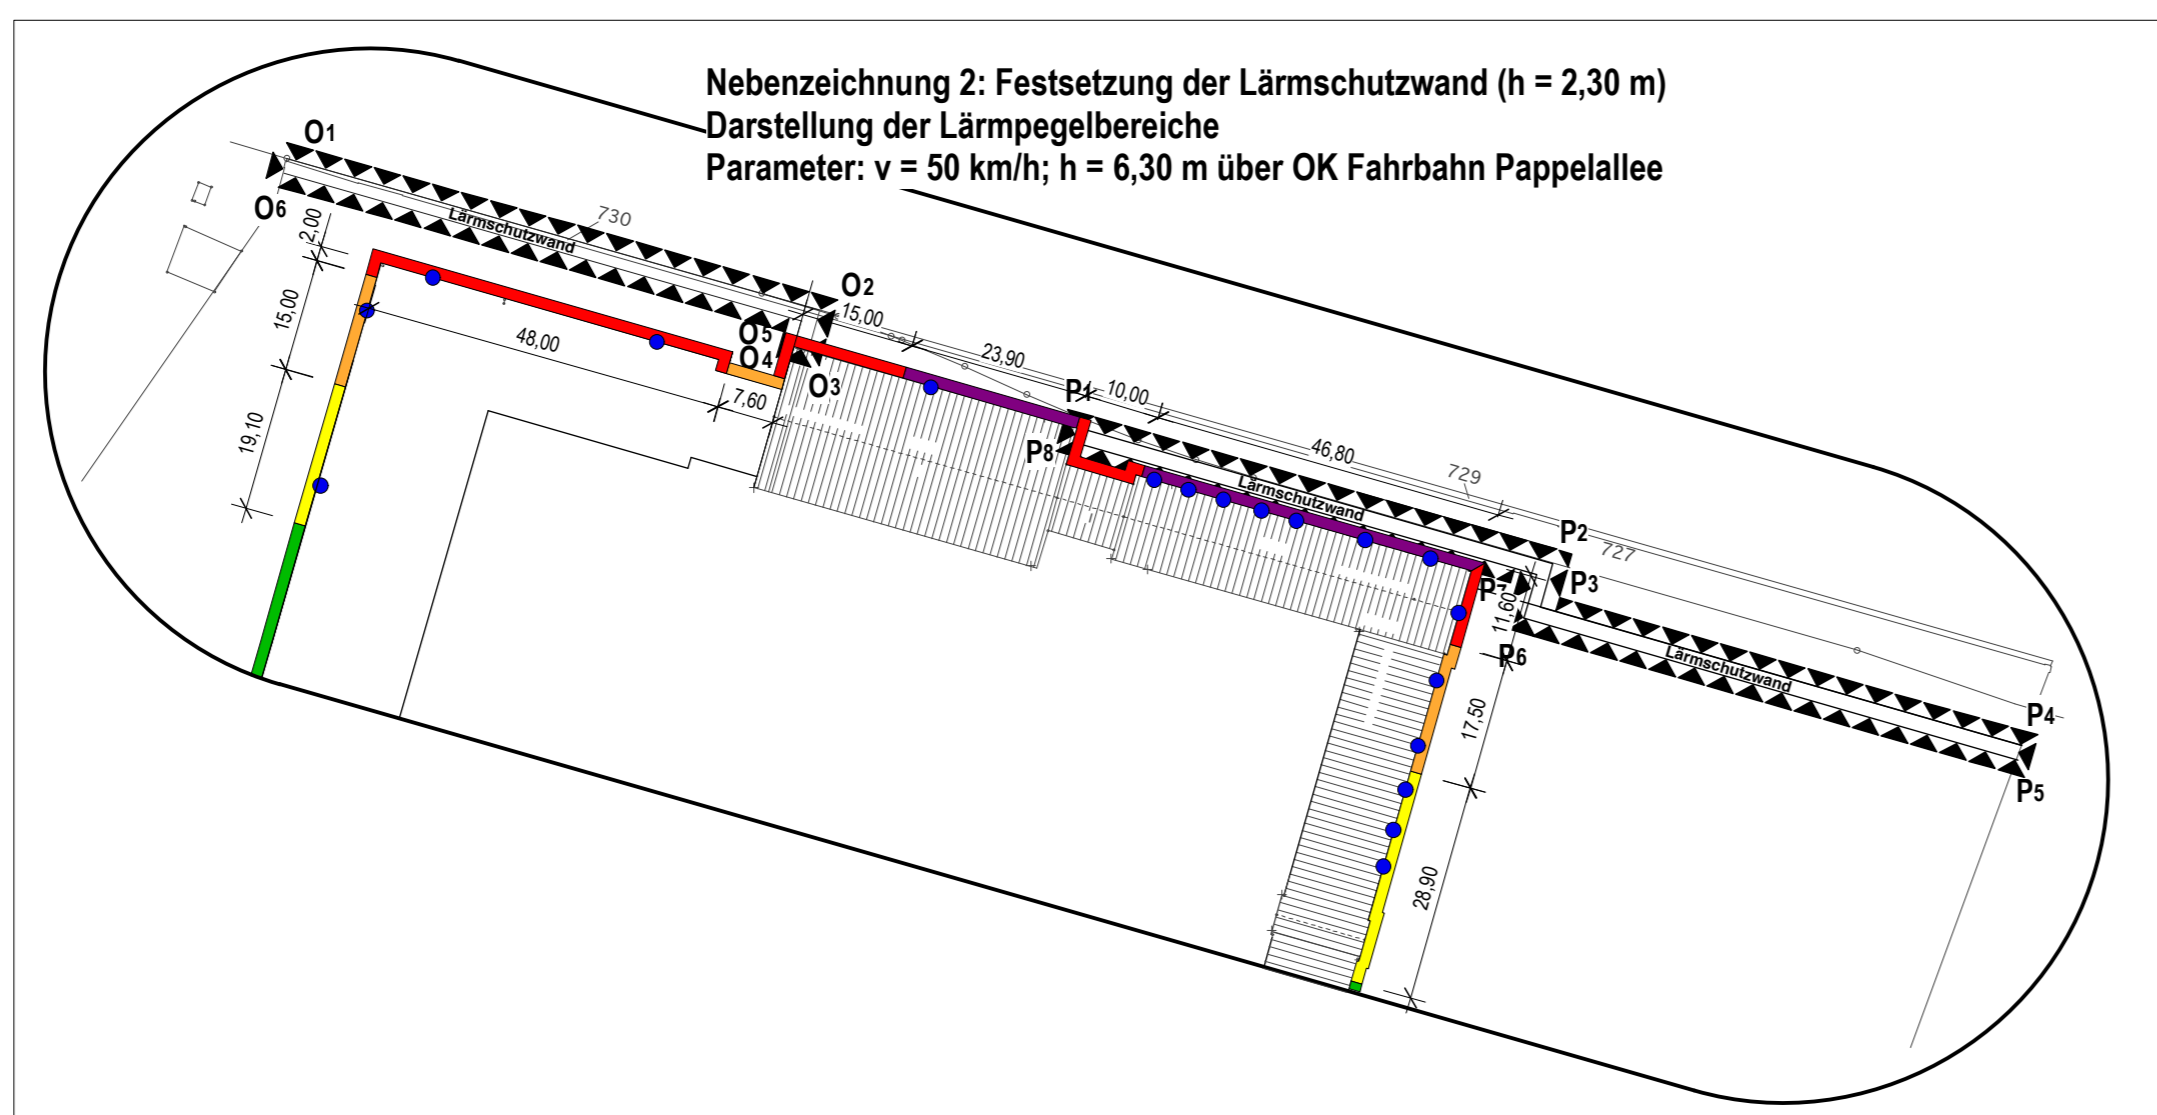 Nebenzeichnung 2: Festsetzung der Lärmschutzwand (h = 2,30 m)
Darstellung der Lärmpegelbereiche
Parameter: v = 50 km/h; h = 6,30 m über OK Fahrbahn Pappelallee
O1
O6
2,00
Lärmschutzwand
730
O2
15,00
15,00
48,00
O5
O4
O3
23,90
7,60
P1
10,00
19,10
P8
46,80
729
Lärmschutzwand
P2
727
P3
P7
11,60
P6
Lärmschutzwand
17,50
P4
P5
28,90